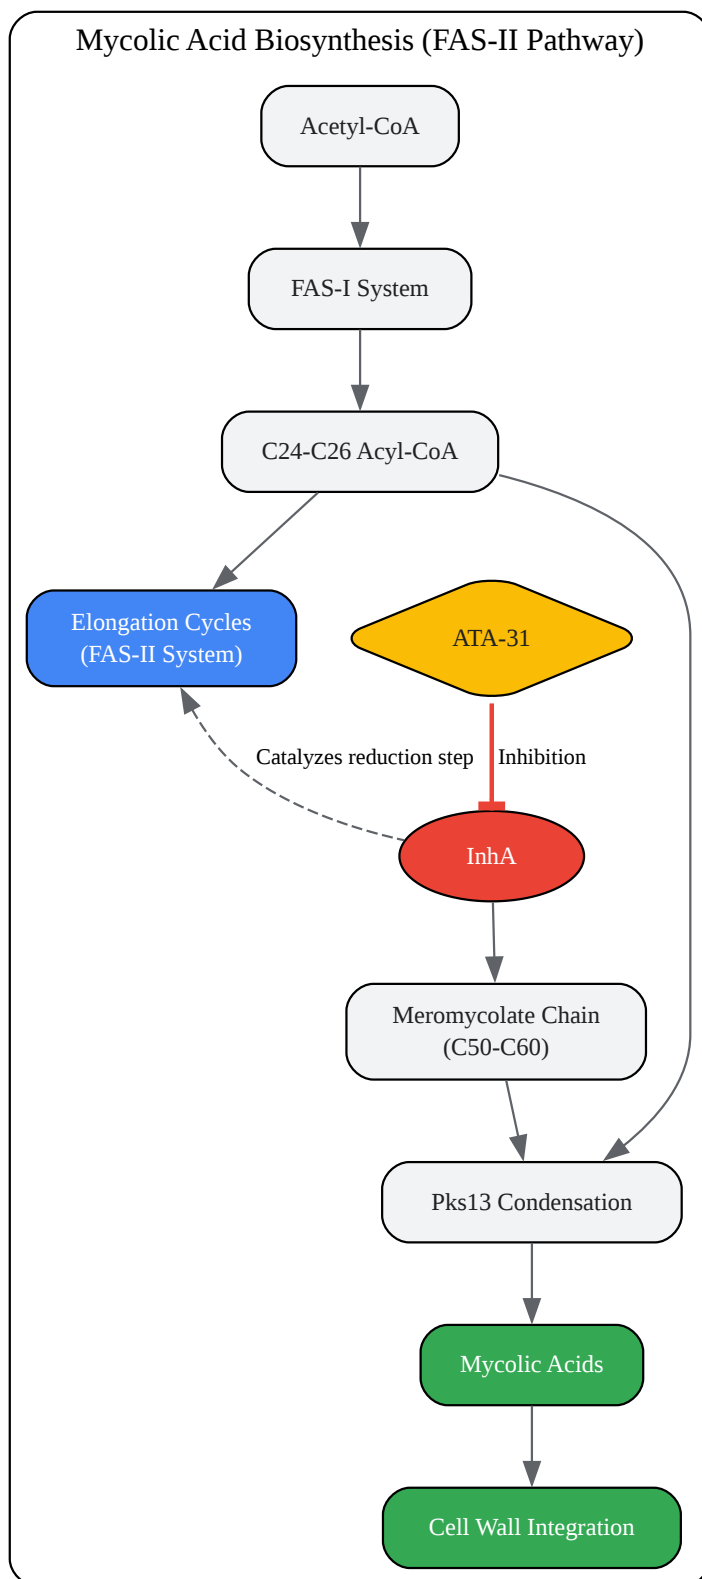 Mycolic Acid Biosynthesis (FAS-II Pathway)
Acetyl-CoA
FAS-I System
C24-C26 Acyl-CoA
Elongation Cycles
(FAS-II System)
ATA-31
Catalyzes reduction step
Inhibition
InhA
Meromycolate Chain
(C50-C60)
Pks13 Condensation
Mycolic Acids
Cell Wall Integration